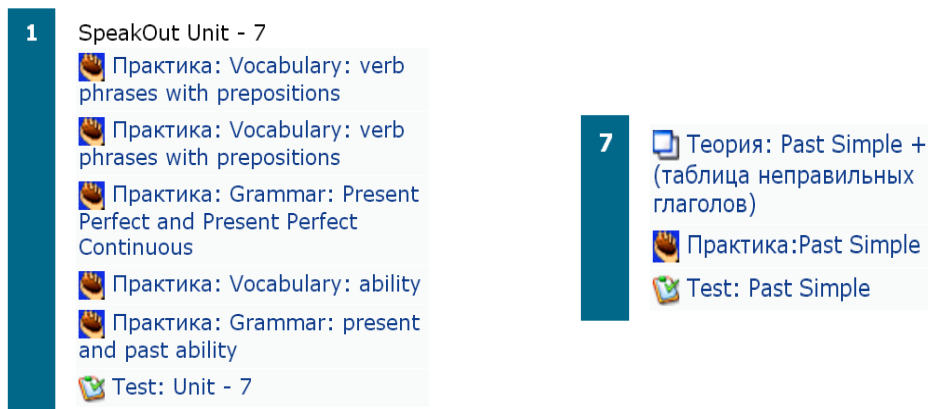 1
SpeakOut Unit - 7
Практика: Vocabulary: verb
phrases with prepositions
Практика: Vocabulary: verb
phrases with prepositions
Практика: Grammar: Present
Perfect and Present Perfect
Continuous
Практика: Vocabulary: ability
Практика: Grammar: present
and past ability
Test: Unit - 7
7
Теория: Past Simple +
(таблица неправильных
глаголов)
Практика:Past Simple
Test: Past Simple